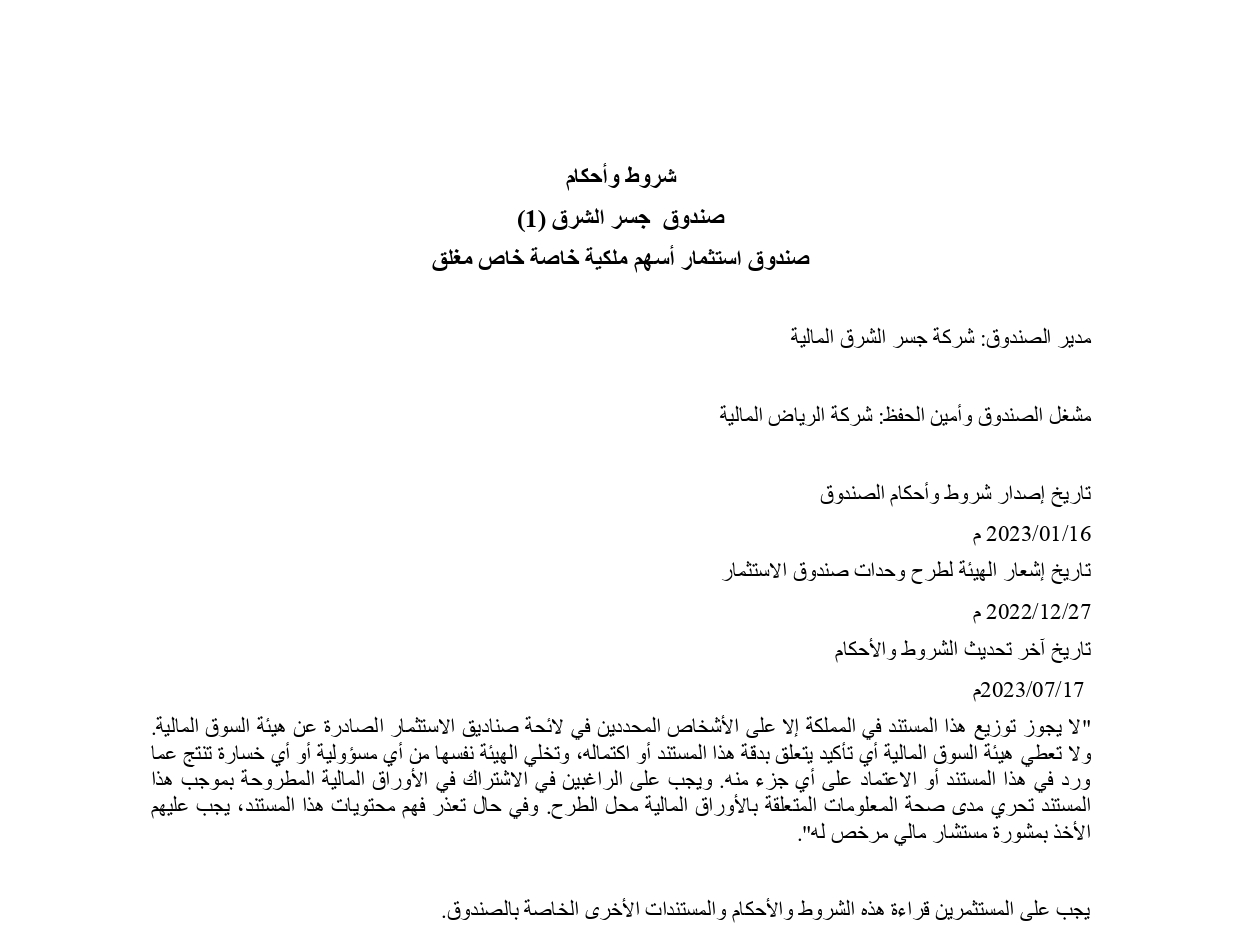 شروط وأحكام
صندوق جسر الشرق (1)
صندوق استثمار أسهم ملكية خاصة خاص مغلق
مدير الصندوق: شركة جسر الشرق المالية
مشغل الصندوق وأمين الحفظ: شركة الرياض المالية
تاريخ إصدار شروط وأحكام الصندوق
2023/01/16 م
تاريخ إشعار الهيئة لطرح وحدات صندوق الاستثمار
2022/12/27 م
تاريخ آخر تحديث الشروط والأحكام
2023/07/17م
"لا يجوز توزيع هذا المستند في المملكة إلا على الأشخاص المحددين في لائحة صناديق الاستثمار الصادرة عن هيئة السوق المالية.
ولا تعطي هيئة السوق المالية أي تأكيد يتعلق بدقة هذا المستند أو اكتماله، وتخلي الهيئة نفسها من أي مسؤولية أو أي خسارة تنتج عما
ورد في هذا المستند أو الاعتماد على أي جزء منه. ويجب على الراغبين في الاشتراك في الأوراق المالية المطروحة بموجب هذا
المستند تحري مدى صحة المعلومات المتعلقة بالأوراق المالية محل الطرح. وفي حال تعذر فهم محتويات هذا المستند، يجب عليهم
الأخذ بمشورة مستشار مالي مرخص له".
يجب على المستثمرين قراءة هذه الشروط والأحكام والمستندات الأخرى الخاصة بالصندوق.